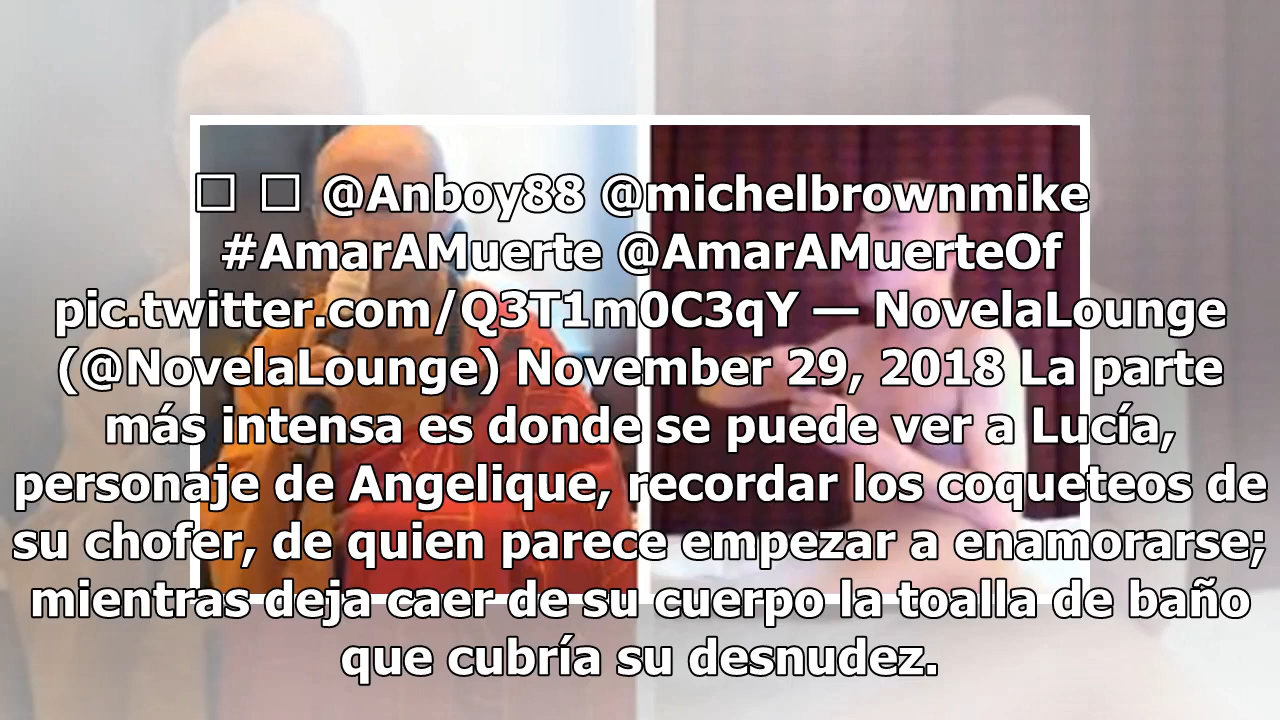 □ □ @Anboy88 @michelbrownmike
#AmarAMuerte @AmarAMuerteOf
pic.twitter.com/Q3T1m0C3qY — NovelaLounge
(@NovelaLounge) November 29, 2018 La parte
más intensa es donde se puede ver a Lucía,
personaje de Angelique, recordar los coqueteos de
su chofer, de quien parece empezar a enamorarse;
mientras deja caer de su cuerpo la toalla de baño
que cubría su desnudez.